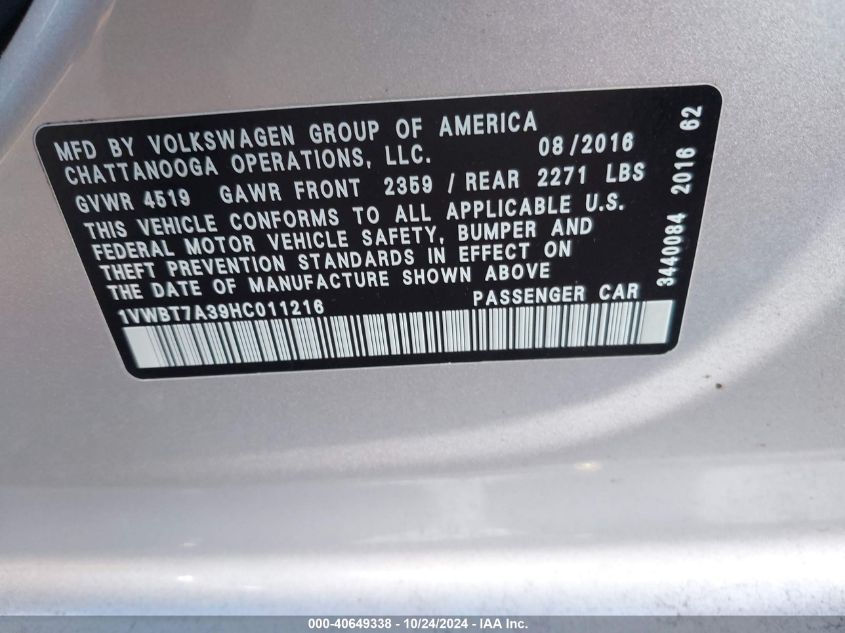 MFD BY VOLKSWAGEN GROUP OF AMERICA
CHATTANOOGA OPERATIONS, LLC. 08/2016
GVWR 4519 GAWR FRONT 2359 / REAR 2271 LBS
THIS VEHICLE CONFORMS TO ALL APPLICABLE U.S.
FEDERAL MOTOR VEHICLE SAFETY, BUMPER AND
THEFT PREVENTION STANDARDS IN EFFECT ON
THE DATE OF MANUFACTURE SHOWN ABOVE
1VWBT7A39HC011216 PASSENGER CAR
3440084 2016 62
000-40649338 - 10/24/2024 - IAA Inc.